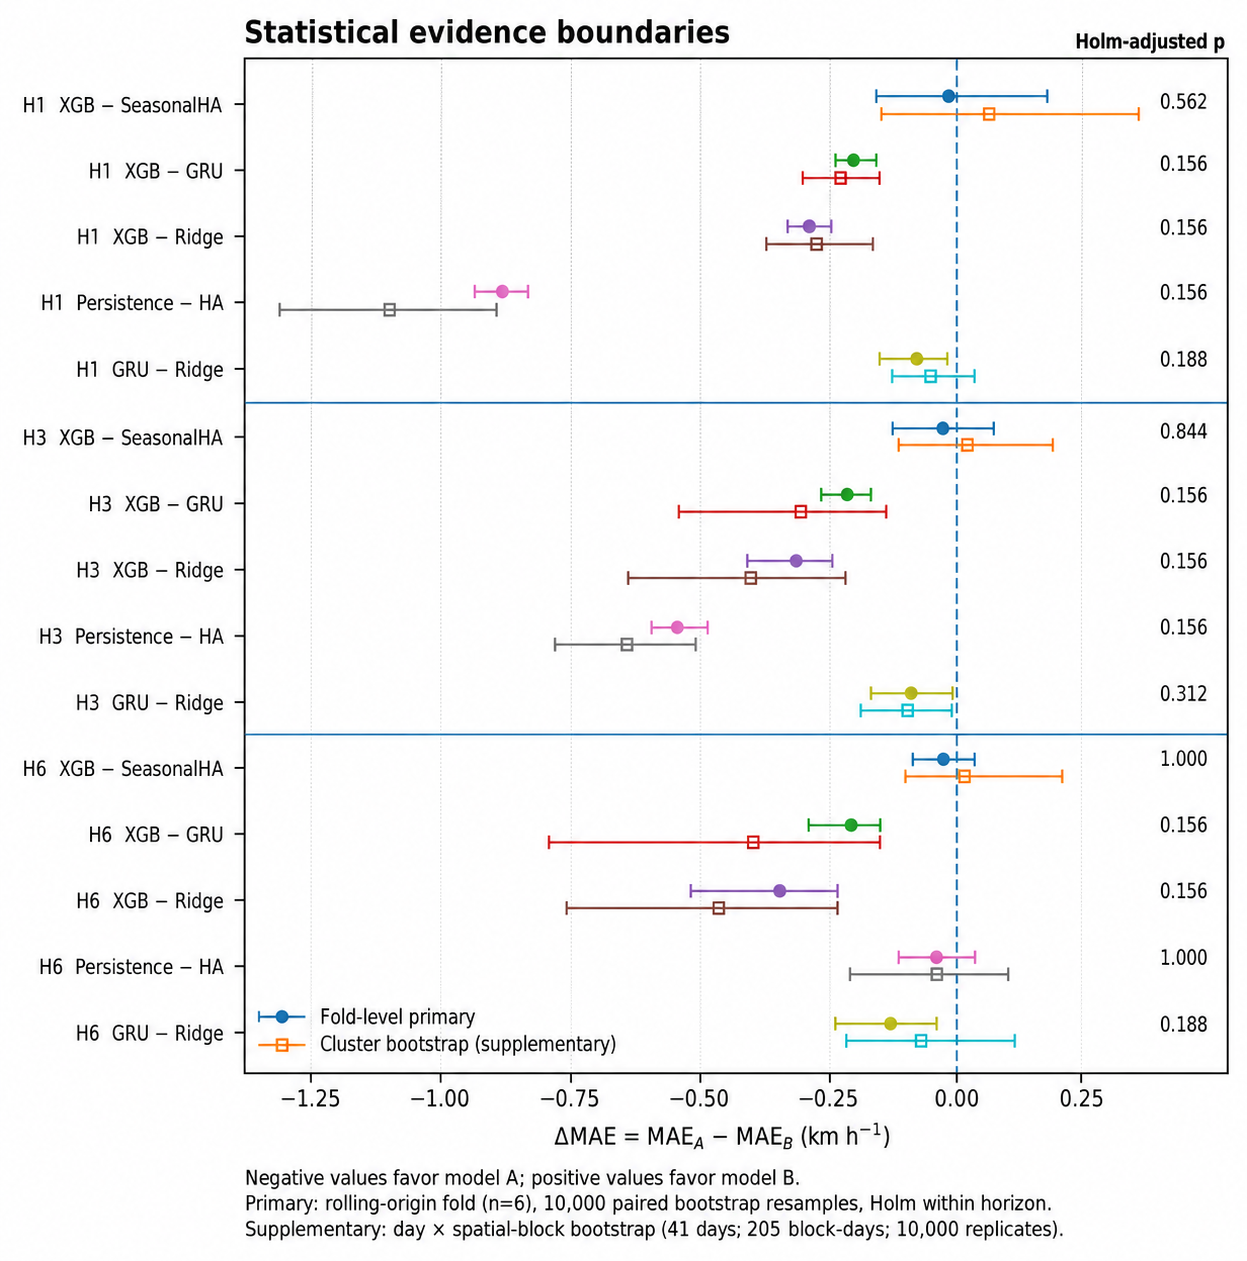 Statistical evidence boundaries
Holm-adjusted p
H1 XGB – SeasonalHA 0.562
H1 XGB – GRU 0.156
H1 XGB – Ridge 0.156
H1 Persistence – HA 0.156
H1 GRU – Ridge 0.188
H3 XGB – SeasonalHA 0.844
H3 XGB – GRU 0.156
H3 XGB – Ridge 0.156
H3 Persistence – HA 0.156
H3 GRU – Ridge 0.312
H6 XGB – SeasonalHA 1.000
H6 XGB – GRU 0.156
H6 XGB – Ridge 0.156
H6 Persistence – HA 1.000
H6 GRU – Ridge 0.188
Fold-level primary
Cluster bootstrap (supplementary)
−1.25 −1.00 −0.75 −0.50 −0.25 0.00 0.25
ΔMAE = MAE_A − MAE_B (km h⁻¹)
Negative values favor model A; positive values favor model B.
Primary: rolling-origin fold (n=6), 10,000 paired bootstrap resamples, Holm within horizon.
Supplementary: day × spatial-block bootstrap (41 days; 205 block-days; 10,000 replicates).